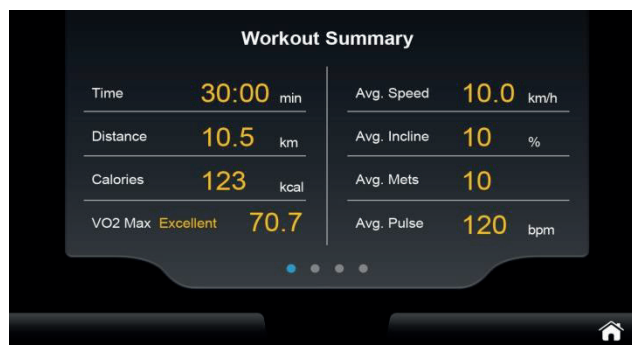 Workout Summary
Time 30:00 min
Distance 10.5 km
Calories 123 kcal
VO2 Max Excellent 70.7
Avg. Speed 10.0 km/h
Avg. Incline 10 %
Avg. Mets 10
Avg. Pulse 120 bpm